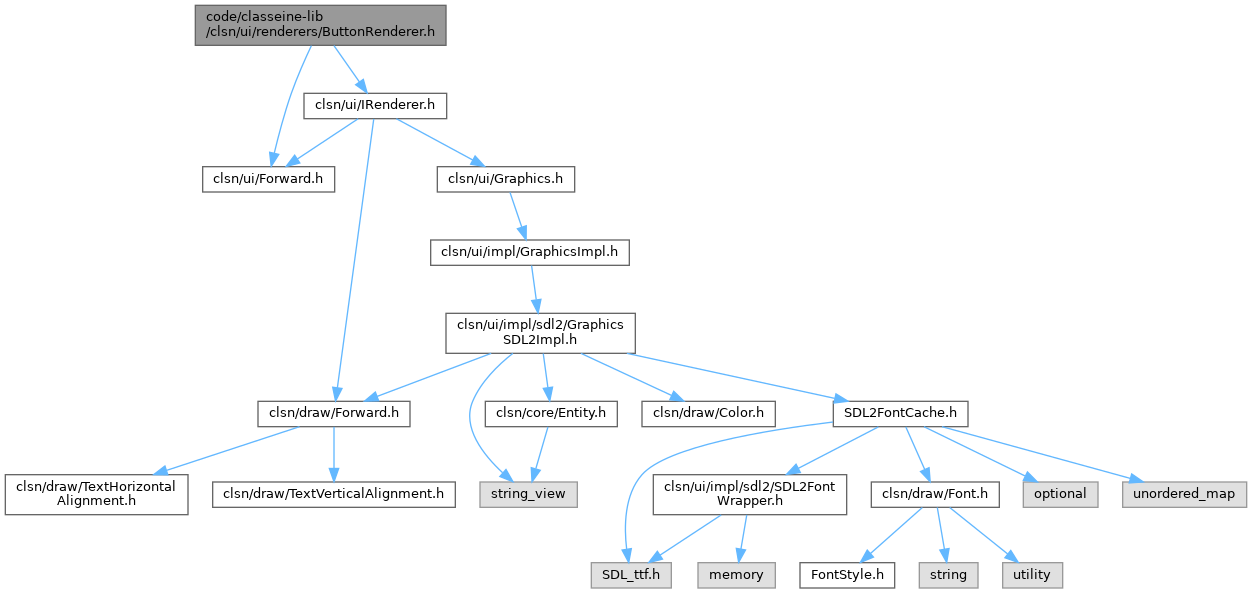 code/classeine-lib
/clsn/ui/renderers/ButtonRenderer.h
clsn/ui/IRenderer.h
clsn/ui/Forward.h
clsn/ui/Graphics.h
clsn/ui/impl/GraphicsImpl.h
clsn/ui/impl/sdl2/Graphics
SDL2Impl.h
clsn/draw/Forward.h
clsn/core/Entity.h
clsn/draw/Color.h
SDL2FontCache.h
clsn/draw/TextHorizontal
Alignment.h
clsn/draw/TextVerticalAlignment.h
string_view
clsn/ui/impl/sdl2/SDL2Font
Wrapper.h
clsn/draw/Font.h
optional
unordered_map
SDL_ttf.h
memory
FontStyle.h
string
utility